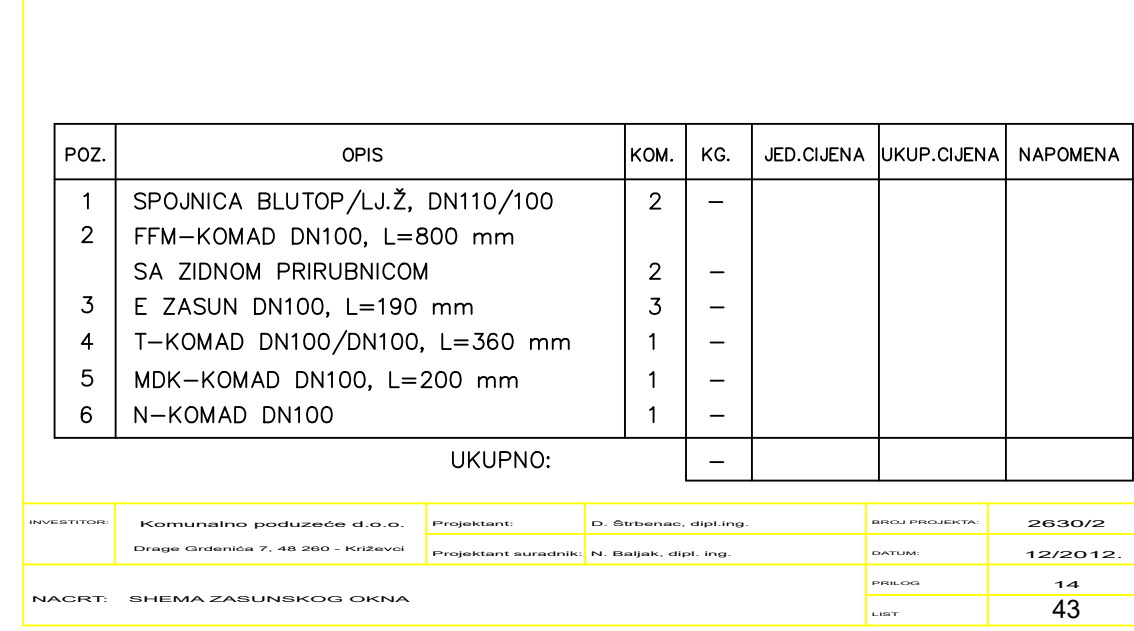 POZ. OPIS KOM. KG. JED.CIJENA UKUP.CIJENA NAPOMENA
1 SPOJNICA BLUTOP/LJ.Ž, DN110/100 2 –
2 FFM–KOMAD DN100, L=800 mm
SA ZIDNOM PRIRUBNICOM 2 –
3 E ZASUN DN100, L=190 mm 3 –
4 T–KOMAD DN100/DN100, L=360 mm 1 –
5 MDK–KOMAD DN100, L=200 mm 1 –
6 N–KOMAD DN100 1 –
UKUPNO: –
INVESTITOR: Komunalno poduzeće d.o.o. Projektant: D. Štrbenac, dipl.ing. BROJ PROJEKTA: 2630/2
Drage Grdenića 7, 48 260 - Križevci Projektant suradnik: N. Baljak, dipl. ing. DATUM: 12/2012.
PRILOG 14
NACRT: SHEMA ZASUNSKOG OKNA
LIST 43